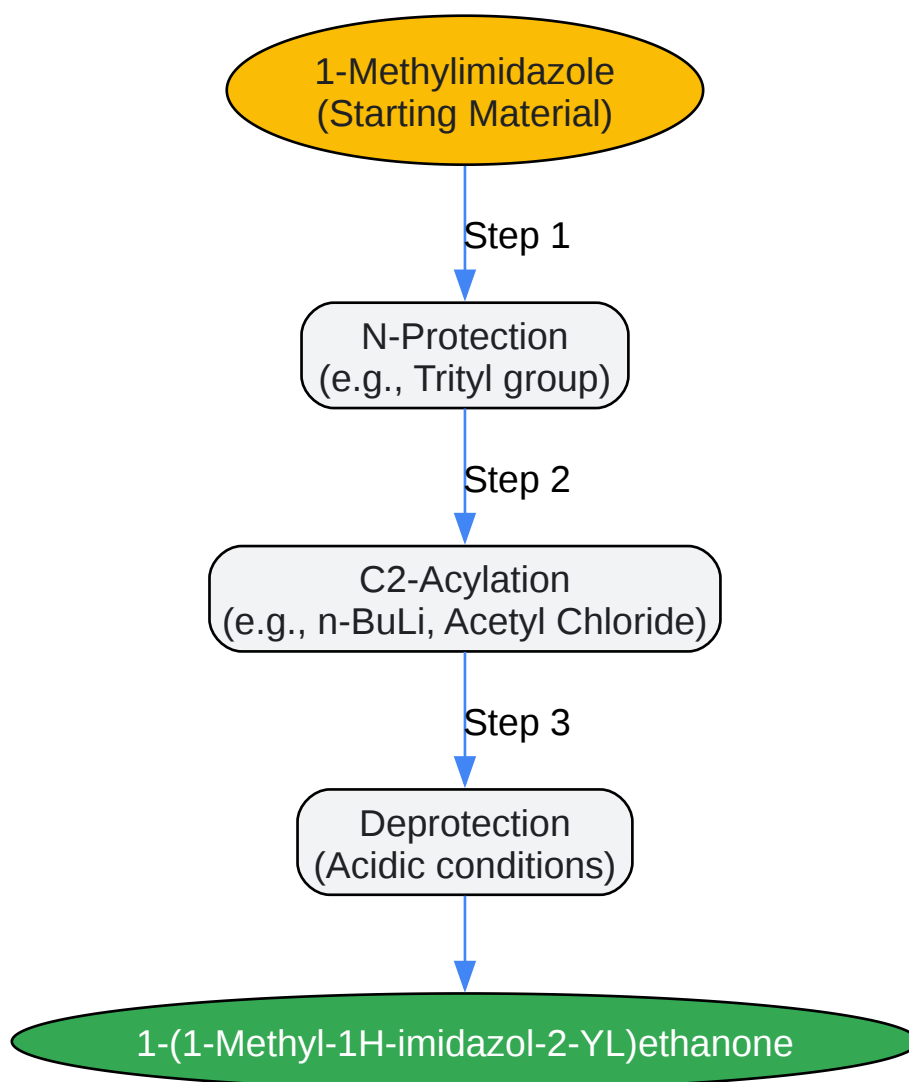 1-Methylimidazole
(Starting Material)
Step 1
N-Protection
(e.g., Trityl group)
Step 2
C2-Acylation
(e.g., n-BuLi, Acetyl Chloride)
Step 3
Deprotection
(Acidic conditions)
1-(1-Methyl-1H-imidazol-2-YL)ethanone